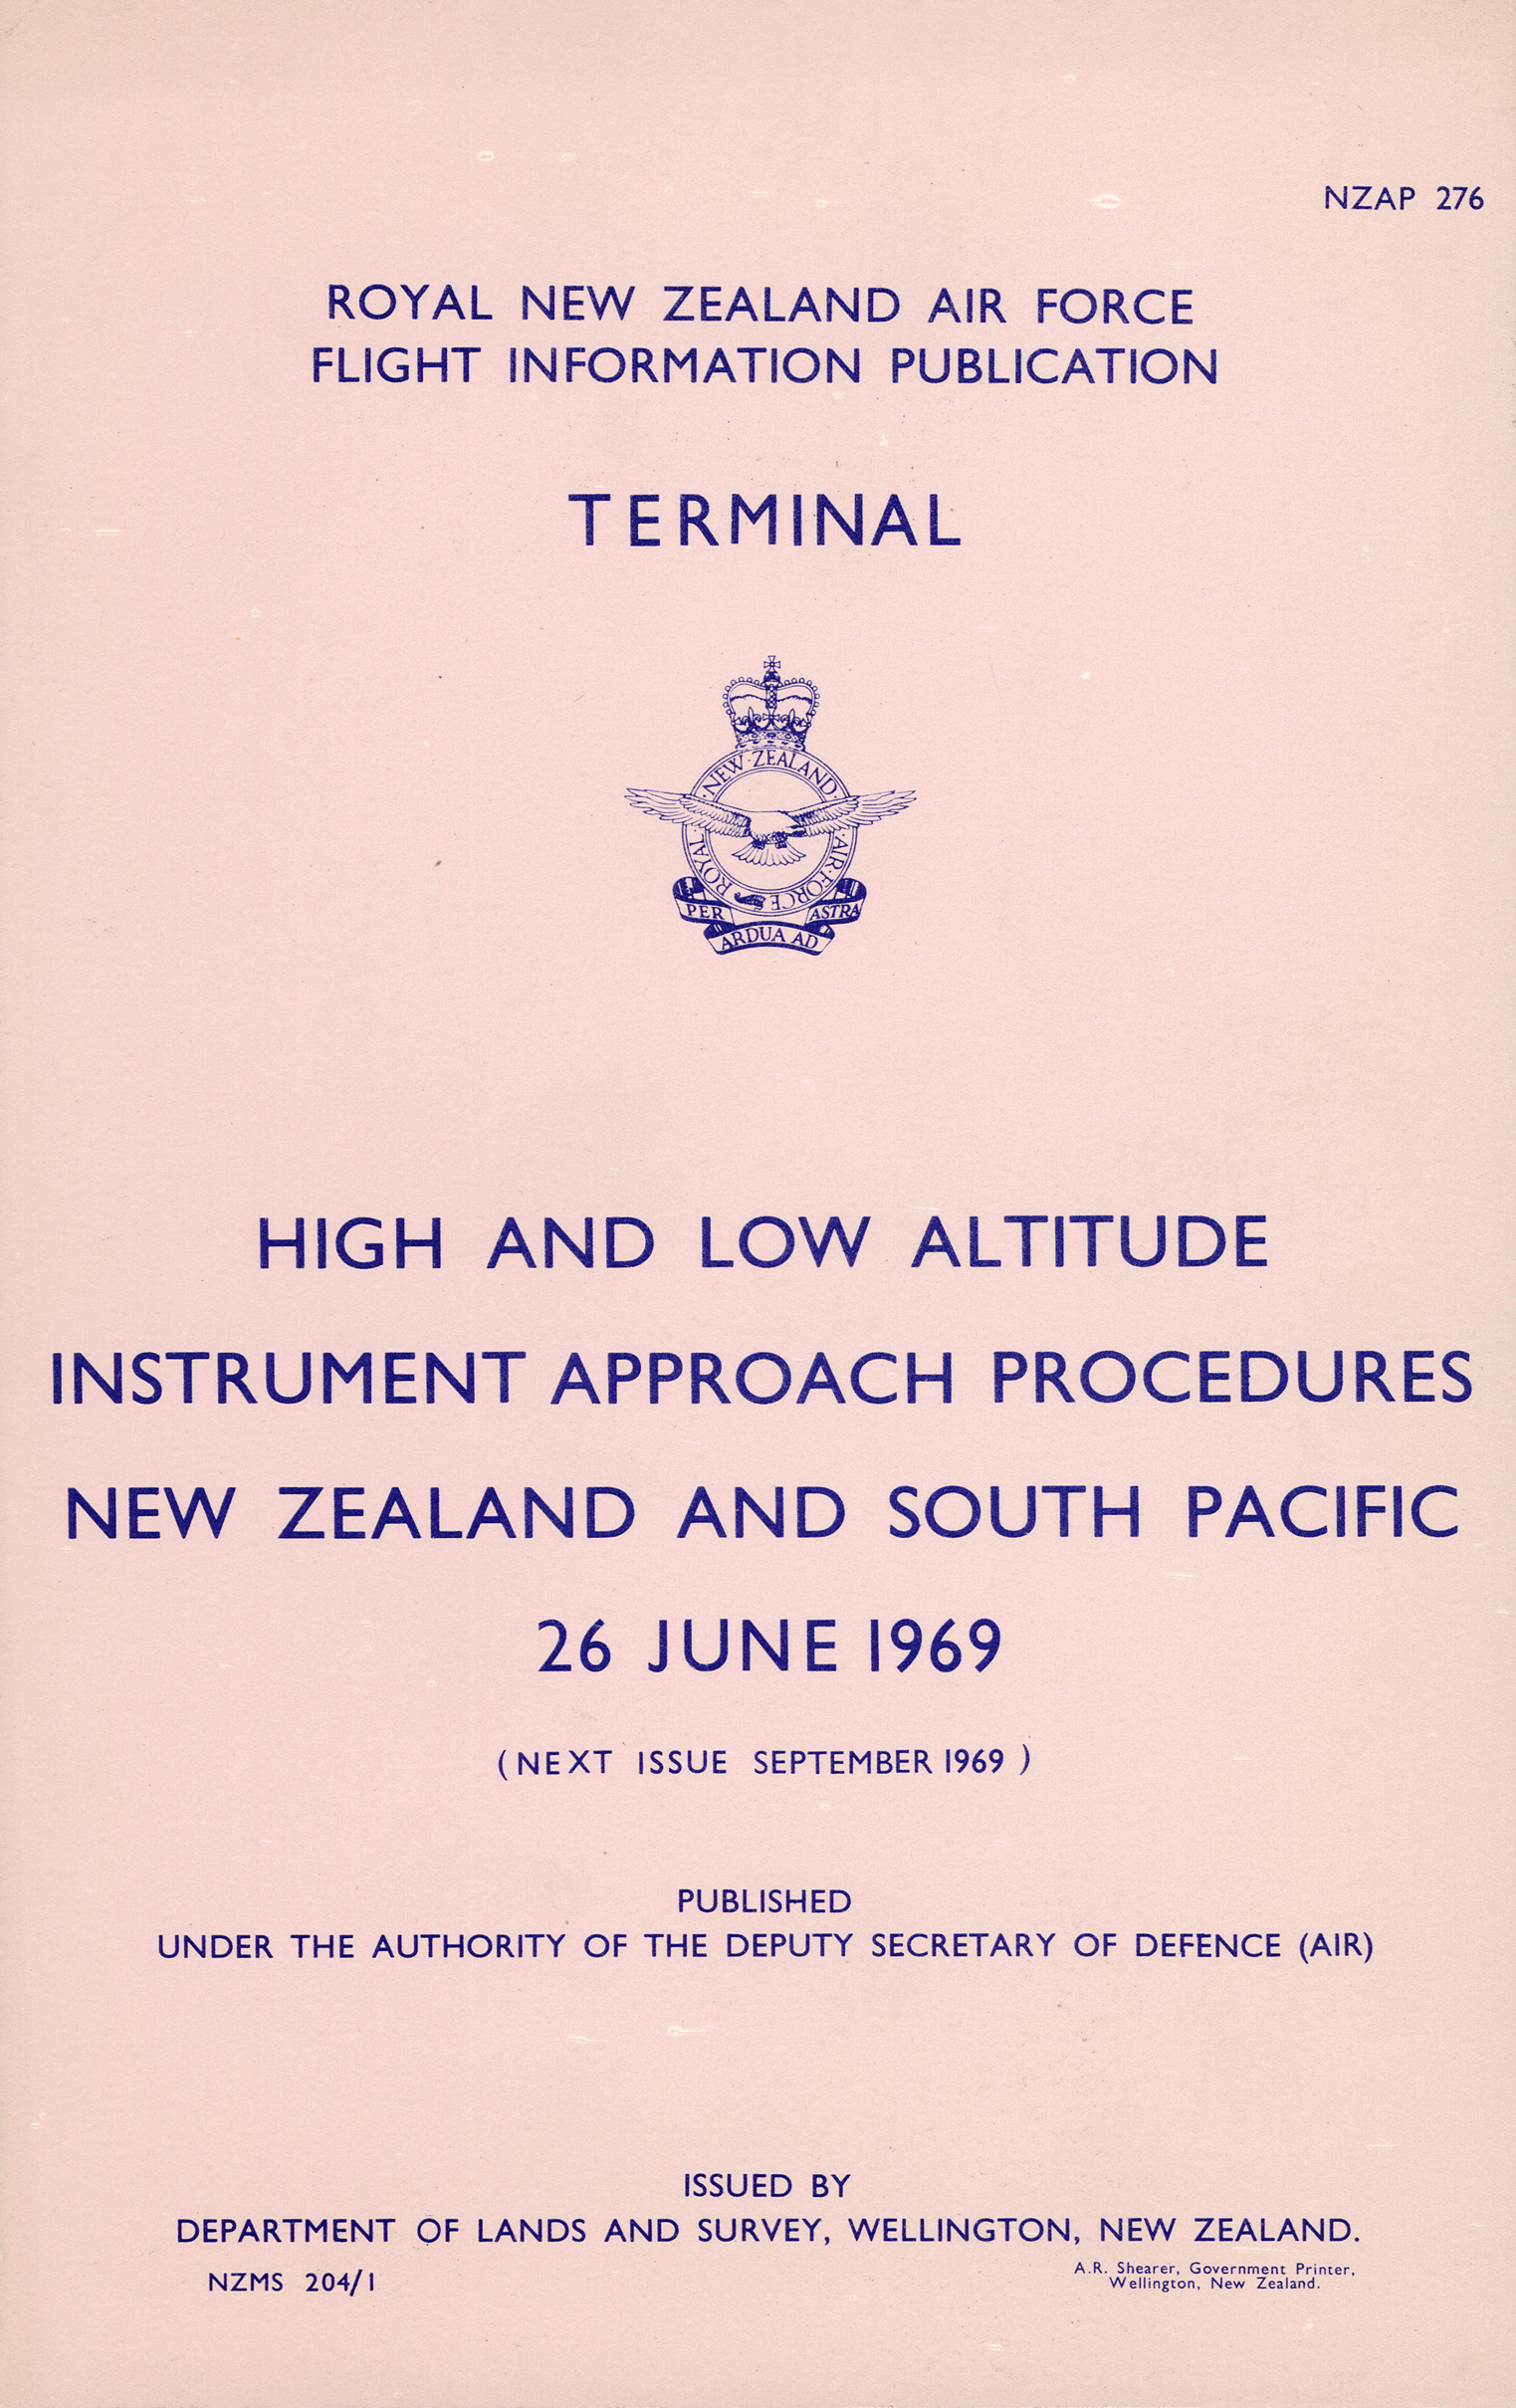 NZAP 276
ROYAL NEW ZEALAND AIR FORCE
FLIGHT INFORMATION PUBLICATION
TERMINAL
ROYAL · NEW · ZEALAND · AIR · FORCE
PER ARDUA AD ASTRA
HIGH AND LOW ALTITUDE
INSTRUMENT APPROACH PROCEDURES
NEW ZEALAND AND SOUTH PACIFIC
26 JUNE 1969
(NEXT ISSUE SEPTEMBER 1969)
PUBLISHED
UNDER THE AUTHORITY OF THE DEPUTY SECRETARY OF DEFENCE (AIR)
ISSUED BY
DEPARTMENT OF LANDS AND SURVEY, WELLINGTON, NEW ZEALAND.
NZMS 204/1
A.R. Shearer, Government Printer,
Wellington, New Zealand.